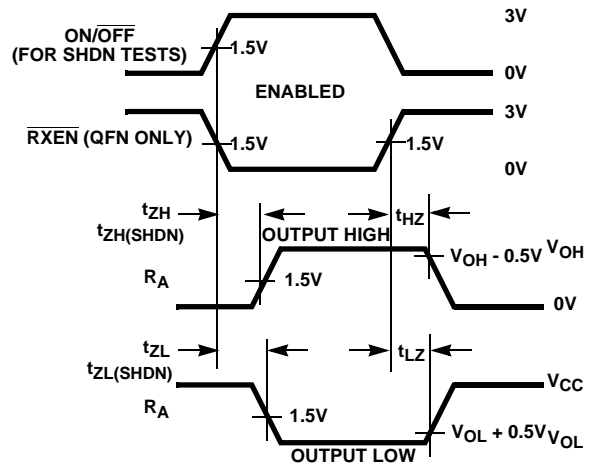 ON/OFF
(FOR SHDN TESTS)
3V
1.5V
0V
ENABLED
RXEN (QFN ONLY)
3V
1.5V
1.5V
0V
tZH
tZH(SHDN)
tHZ
OUTPUT HIGH
VOH - 0.5V VOH
RA
1.5V
0V
tZL
tZL(SHDN)
tLZ
VCC
RA
1.5V
VOL + 0.5V VOL
OUTPUT LOW